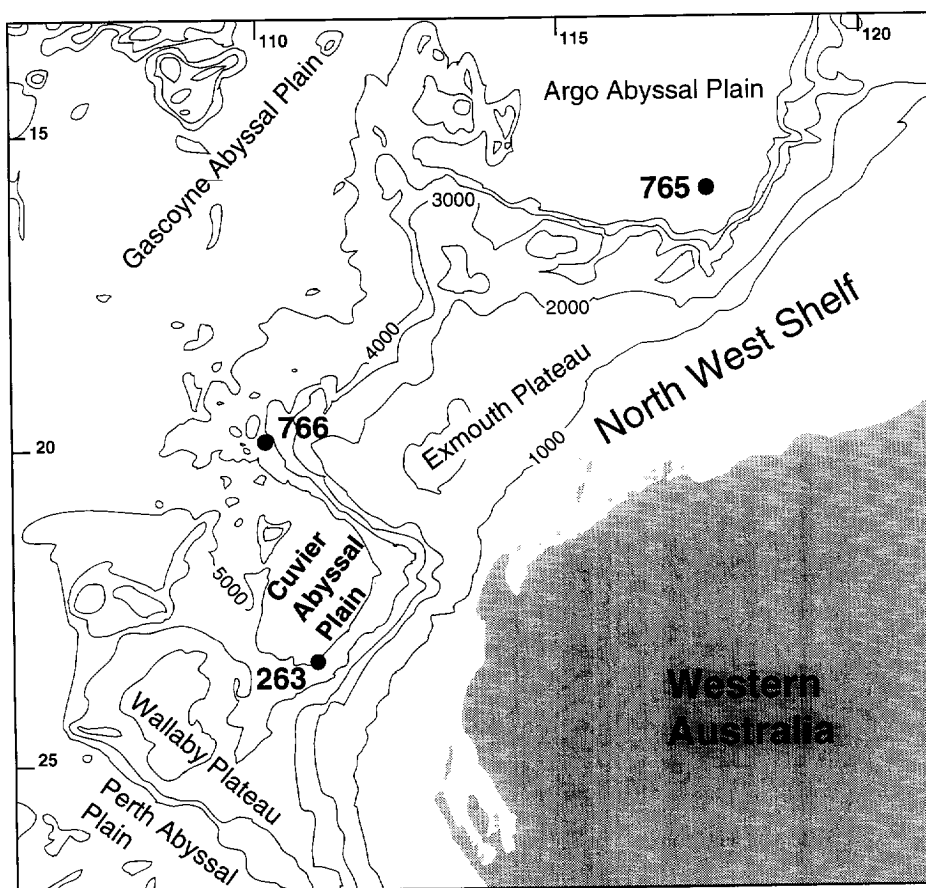 110
115
120
Argo Abyssal Plain
15
Gascoyne Abyssal Plain
765
3000
2000
4000
North West Shelf
Exmouth Plateau
766
1000
20
Cuvier
Abyssal
Plain
5000
263
Western
Australia
Wallaby Plateau
25
Perth Abyssal
Plain